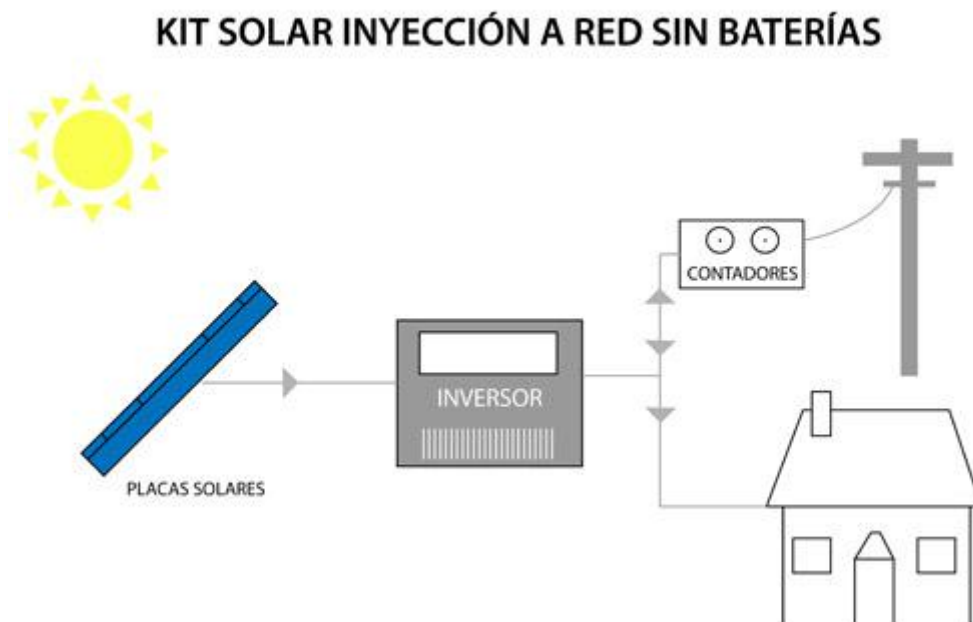 KIT SOLAR INYECCIÓN A RED SIN BATERÍAS
CONTADORES
INVERSOR
PLACAS SOLARES